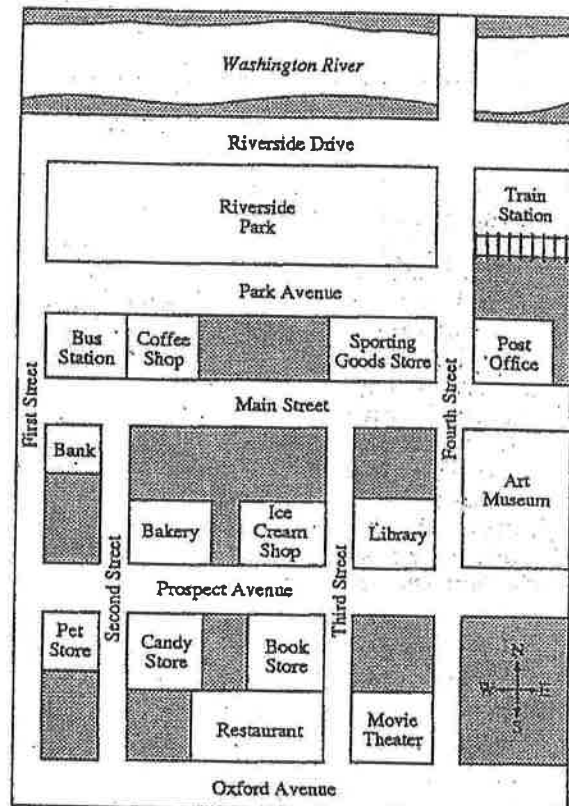 Washington River
Riverside Drive
Riverside
Park
Train
Station
Park Avenue
Bus
Station
Coffee
Shop
Sporting
Goods Store
Post
Office
First Street
Main Street
Fourth Street
Bank
Art
Museum
Bakery
Ice
Cream
Shop
Library
Second Street
Prospect Avenue
Third Street
Pet
Store
Candy
Store
Book
Store
N
W
E
S
Restaurant
Movie
Theater
Oxford Avenue